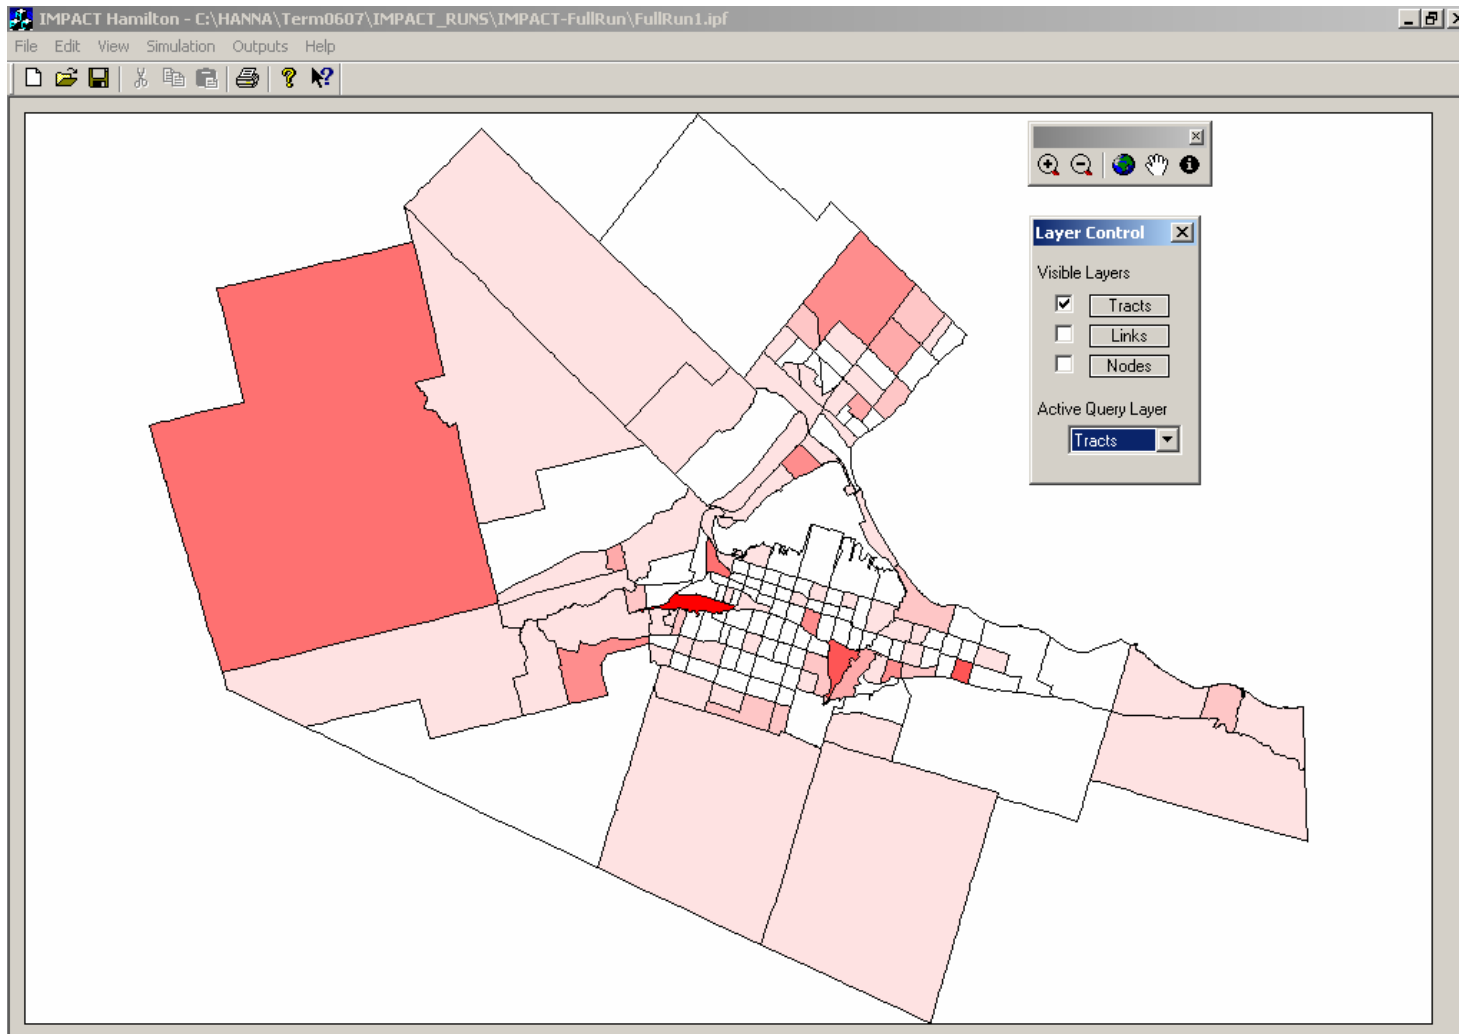 IMPACT Hamilton - C:\HANNA\Term0607\IMPACT_RUNS\IMPACT-FullRun\FullRun1.ipf
File Edit View Simulation Outputs Help
Layer Control
Visible Layers
Tracts
Links
Nodes
Active Query Layer
Tracts